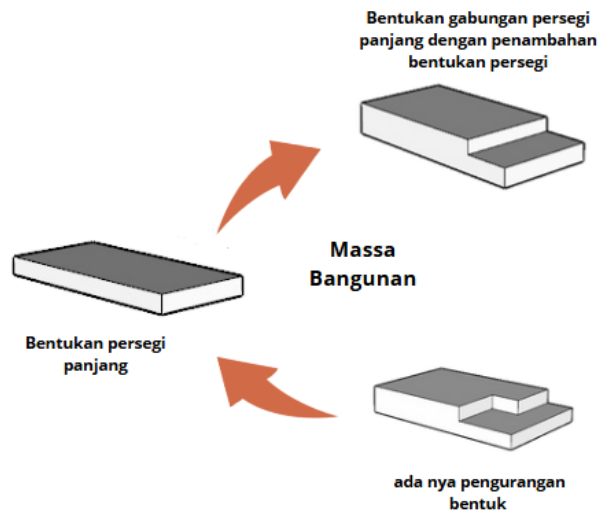 Bentukan gabungan persegi
panjang dengan penambahan
bentukan persegi
Massa
Bangunan
Bentukan persegi
panjang
ada nya pengurangan
bentuk